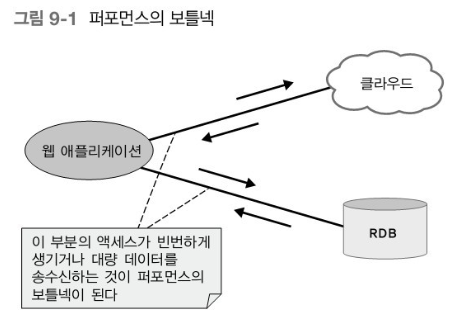 그림 9-1 퍼포먼스의 보틀넥
클라우드
웹 애플리케이션
RDB
이 부분의 액세스가 빈번하게
생기거나 대량 데이터를
송수신하는 것이 퍼포먼스의
보틀넥이 된다